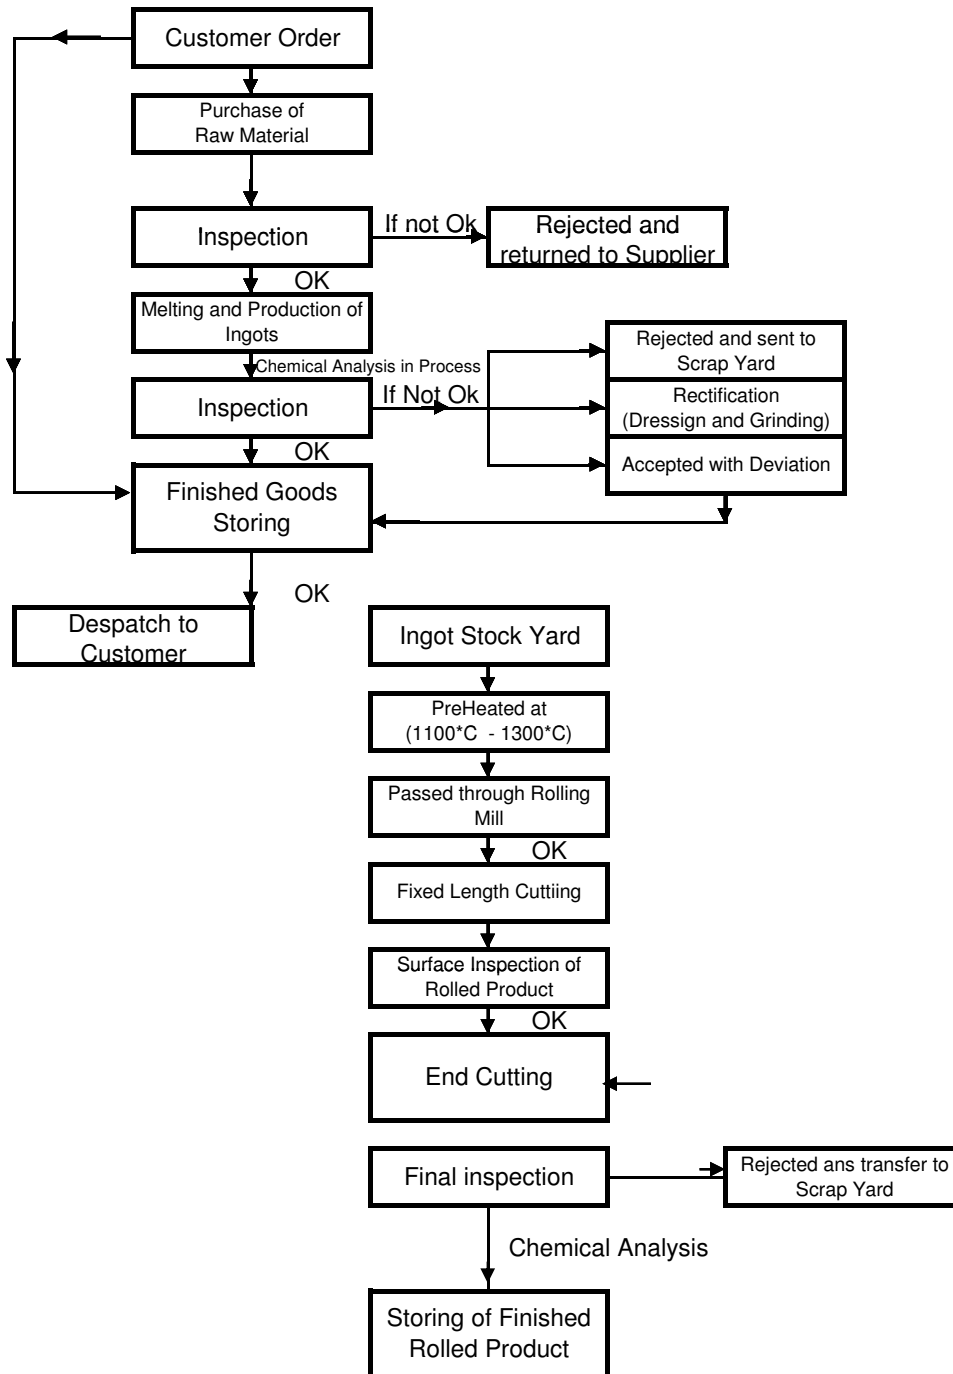 Customer Order
Purchase of
Raw Material
Inspection
If not Ok
Rejected and
returned to Supplier
OK
Melting and Production of
Ingots
Chemical Analysis in Process
Inspection
If Not Ok
Rejected and sent to
Scrap Yard
Rectification
(Dressign and Grinding)
Accepted with Deviation
OK
Finished Goods
Storing
OK
Despatch to
Customer
Ingot Stock Yard
PreHeated at
(1100*C - 1300*C)
Passed through Rolling
Mill
OK
Fixed Length Cuttiing
Surface Inspection of
Rolled Product
OK
End Cutting
Final inspection
Rejected ans transfer to
Scrap Yard
Chemical Analysis
Storing of Finished
Rolled Product